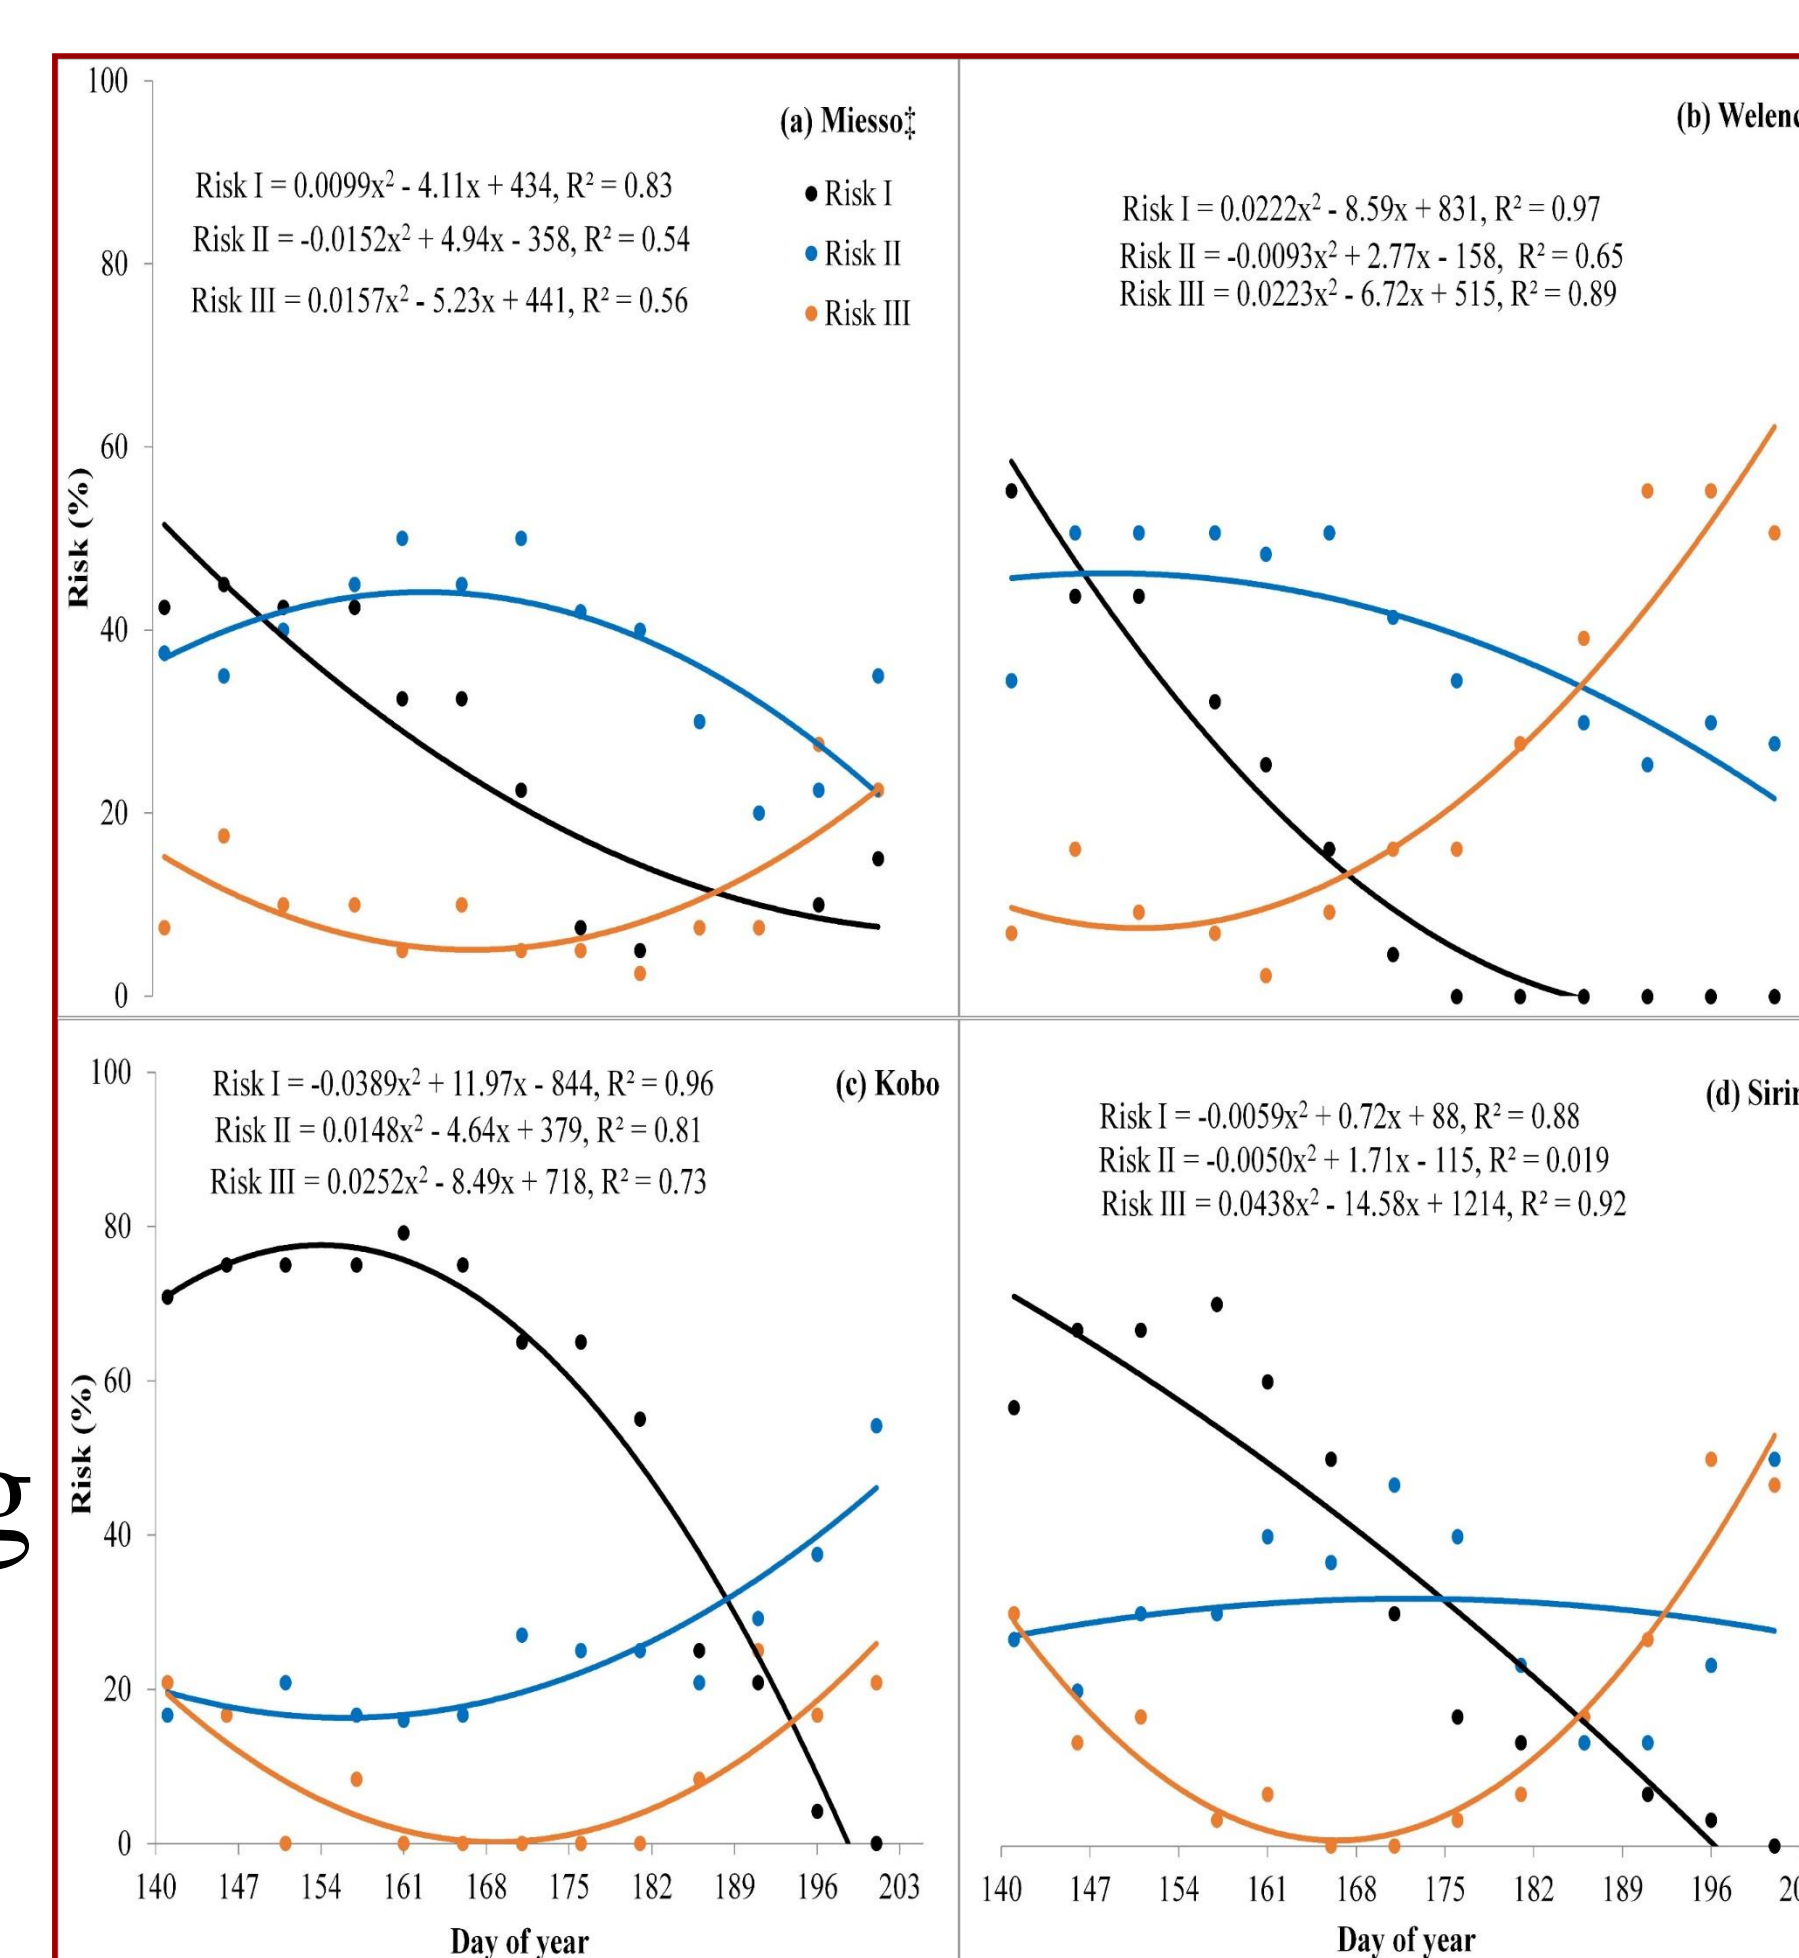 100
80
60
40
20
0
Risk (%)
(a) Miesso‡
Risk I = 0.0099x² - 4.11x + 434, R² = 0.83
Risk II = -0.0152x² + 4.94x - 358, R² = 0.54
Risk III = 0.0157x² - 5.23x + 441, R² = 0.56
Risk I
Risk II
Risk III
(b) Welenc
Risk I = 0.0222x² - 8.59x + 831, R² = 0.97
Risk II = -0.0093x² + 2.77x - 158, R² = 0.65
Risk III = 0.0223x² - 6.72x + 515, R² = 0.89
100
80
60
40
20
0
Risk (%)
g
(c) Kobo
Risk I = -0.0389x² + 11.97x - 844, R² = 0.96
Risk II = 0.0148x² - 4.64x + 379, R² = 0.81
Risk III = 0.0252x² - 8.49x + 718, R² = 0.73
140 147 154 161 168 175 182 189 196 203
Day of year
(d) Sirin
Risk I = -0.0059x² + 0.72x + 88, R² = 0.88
Risk II = -0.0050x² + 1.71x - 115, R² = 0.019
Risk III = 0.0438x² - 14.58x + 1214, R² = 0.92
140 147 154 161 168 175 182 189 196 20
Day of year